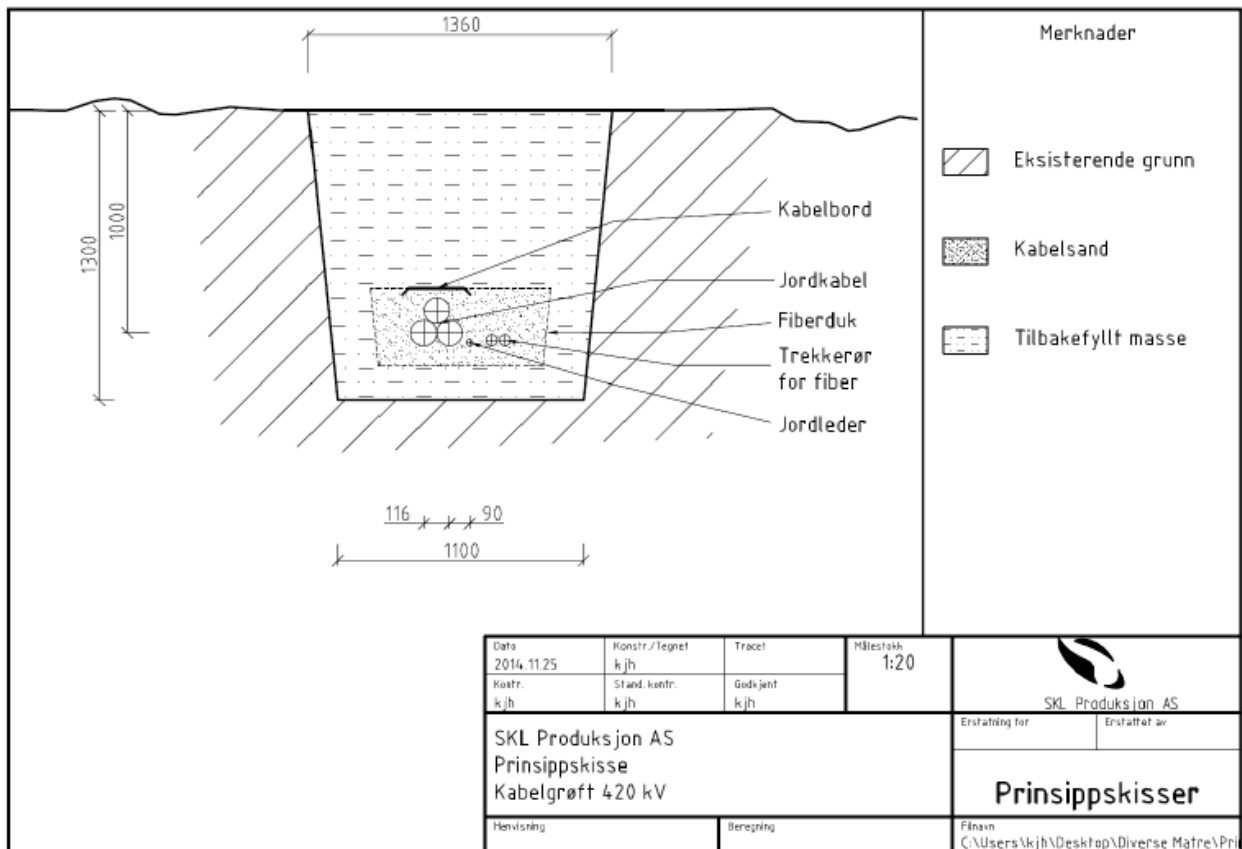 1360
Merknader
Eksisterende grunn
Kabelsand
Tilbakefyllt masse
1300
1000
Kabelbord
Jordkabel
Fiberduk
Trekkerør
for fiber
Jordleder
116
90
1100
Dato
2014.11.25
Konstr./Tegnet
kjh
Tracet
Målestokk
1:20
Kontr.
kjh
Stand. kontr.
kjh
Godkjent
kjh
SKL Produksjon AS
Erstatning for
Erstattet av
SKL Produksjon AS
Prinsippskisse
Kabelgrøft 420 kV
Prinsippskisser
Henvisning
Beregning
Filnavn
C:\Users\kjh\Desktop\Diverse Matre\Pri